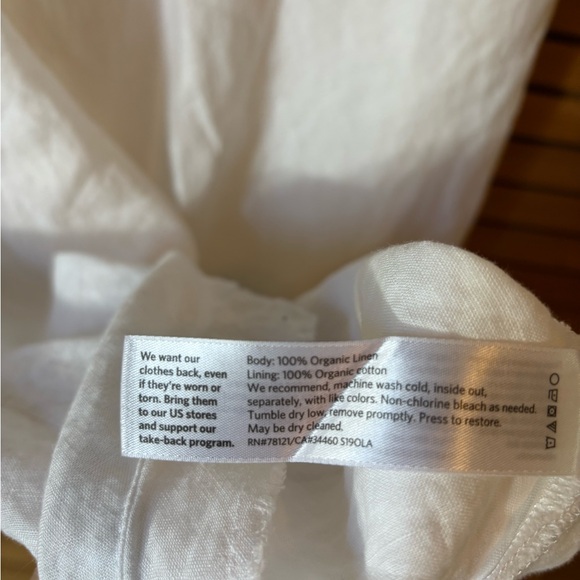 We want our
clothes back, even
if they're worn or
torn. Bring them
to our US stores
and support our
take-back program.
Body: 100% Organic Linen
Lining: 100% Organic cotton
We recommend, machine wash cold, inside out,
separately, with like colors. Non-chlorine bleach as needed.
Tumble dry low, remove promptly. Press to restore.
May be dry cleaned.
RN#78121/CA#34460 S19OLA